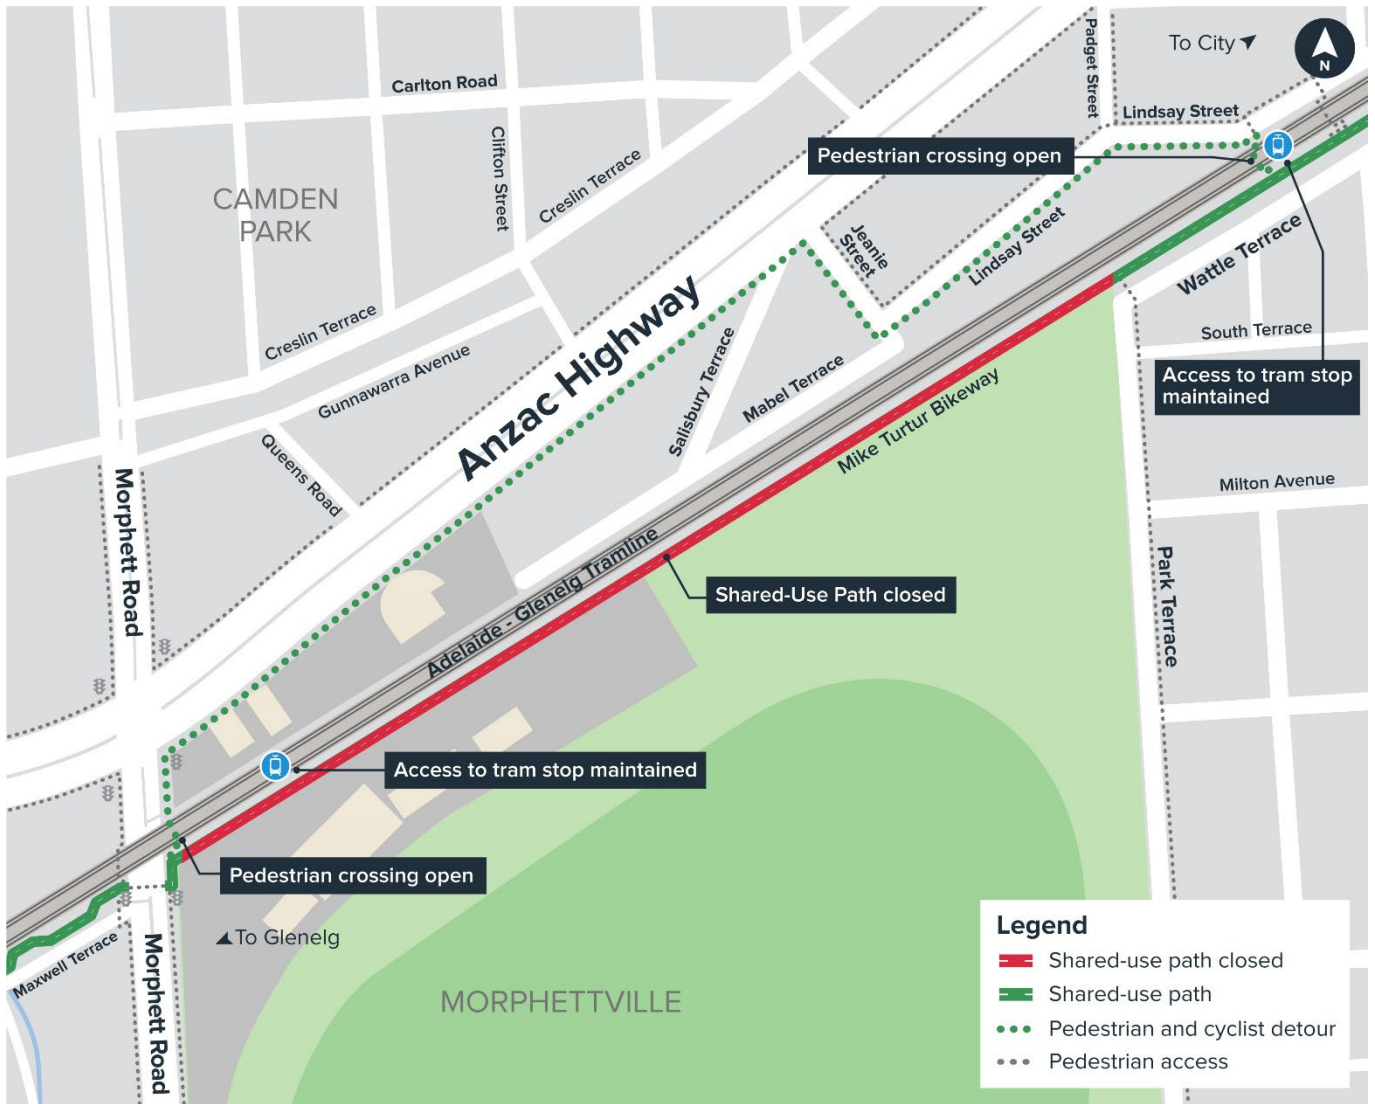 To City
N
Padget Street
Carlton Road
Lindsay Street
Clifton Street
Creslin Terrace
Pedestrian crossing open
CAMDEN
PARK
Jeanie
Street
Lindsay Street
Wattle Terrace
Anzac Highway
Creslin Terrace
South Terrace
Gunnawarra Avenue
Salisbury Terrace
Mabel Terrace
Access to tram stop
maintained
Mike Turtur Bikeway
Queens Road
Milton Avenue
Morphett Road
Adelaide - Glenelg Tramline
Shared-Use Path closed
Park Terrace
Access to tram stop maintained
Pedestrian crossing open
To Glenelg
Maxwell Terrace
Morphett Road
MORPHETTVILLE
Legend
Shared-use path closed
Shared-use path
Pedestrian and cyclist detour
Pedestrian access